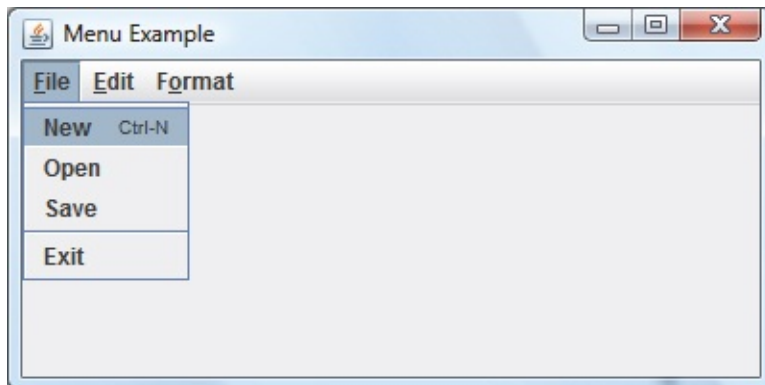 Menu Example
File Edit Format
New Ctrl-N
Open
Save
Exit